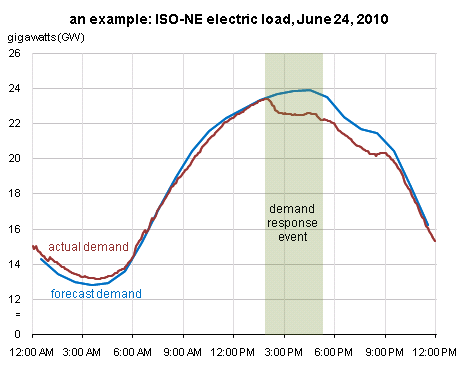 an example: ISO-NE electric load, June 24, 2010
gigawatts (GW)
26
24
22
20
18
16
14
12
=
0
actual demand
forecast demand
demand
response
event
12:00 AM 3:00 AM 6:00 AM 9:00 AM 12:00 PM 3:00 PM 6:00 PM 9:00 PM 12:00 PM